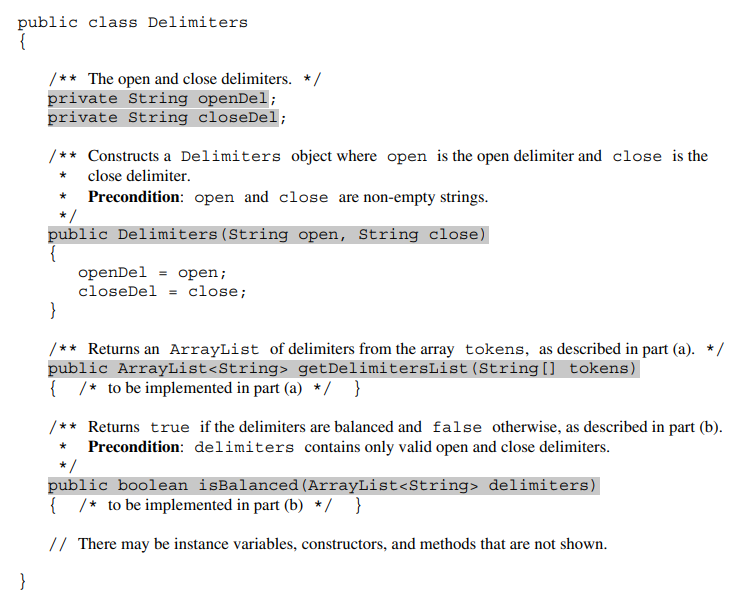 public class Delimiters
{
/** The open and close delimiters. */
private String openDel;
private String closeDel;
/** Constructs a Delimiters object where open is the open delimiter and close is the
* close delimiter.
* Precondition: open and close are non-empty strings.
*/
public Delimiters(String open, String close)
{
openDel = open;
closeDel = close;
}
/** Returns an ArrayList of delimiters from the array tokens, as described in part (a). */
public ArrayList<String> getDelimitersList(String[] tokens)
{ /* to be implemented in part (a) */ }
/** Returns true if the delimiters are balanced and false otherwise, as described in part (b).
* Precondition: delimiters contains only valid open and close delimiters.
*/
public boolean isBalanced(ArrayList<String> delimiters)
{ /* to be implemented in part (b) */ }
// There may be instance variables, constructors, and methods that are not shown.
}